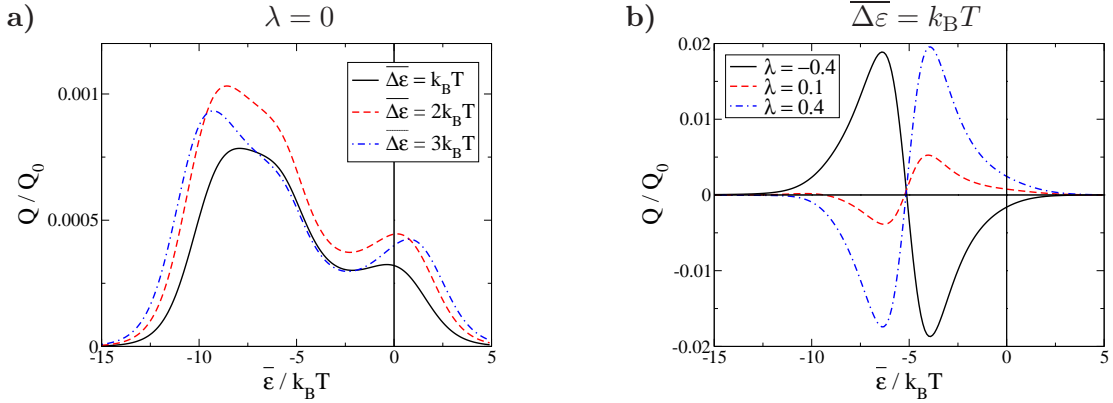 a)
λ = 0
Q / Q0
0.001
0.0005
0
Δε = kBT
Δε = 2kBT
Δε = 3kBT
-15 -10 -5 0 5
ε / kBT
b)
Δε = kBT
Q / Q0
0.02
0.01
0
-0.01
-0.02
λ = −0.4
λ = 0.1
λ = 0.4
-15 -10 -5 0 5
ε / kBT